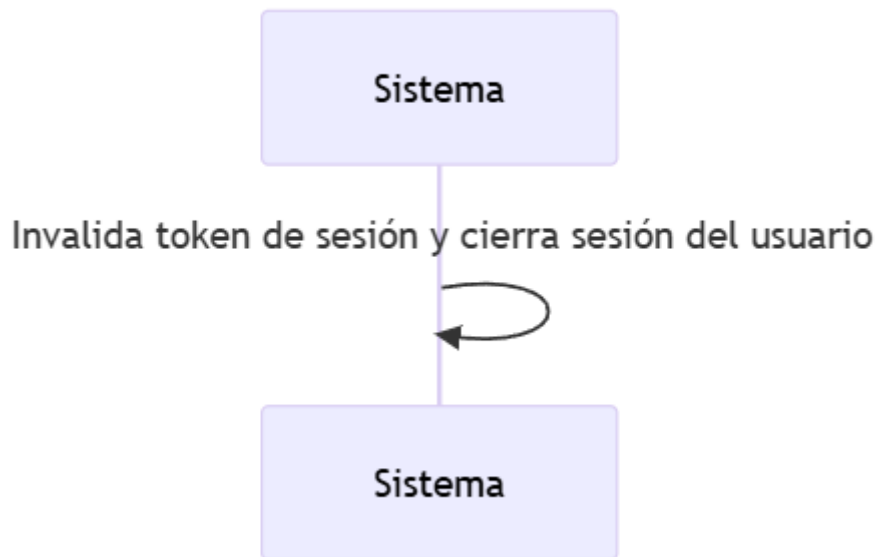 Sistema
Invalida token de sesión y cierra sesión del usuario
Sistema